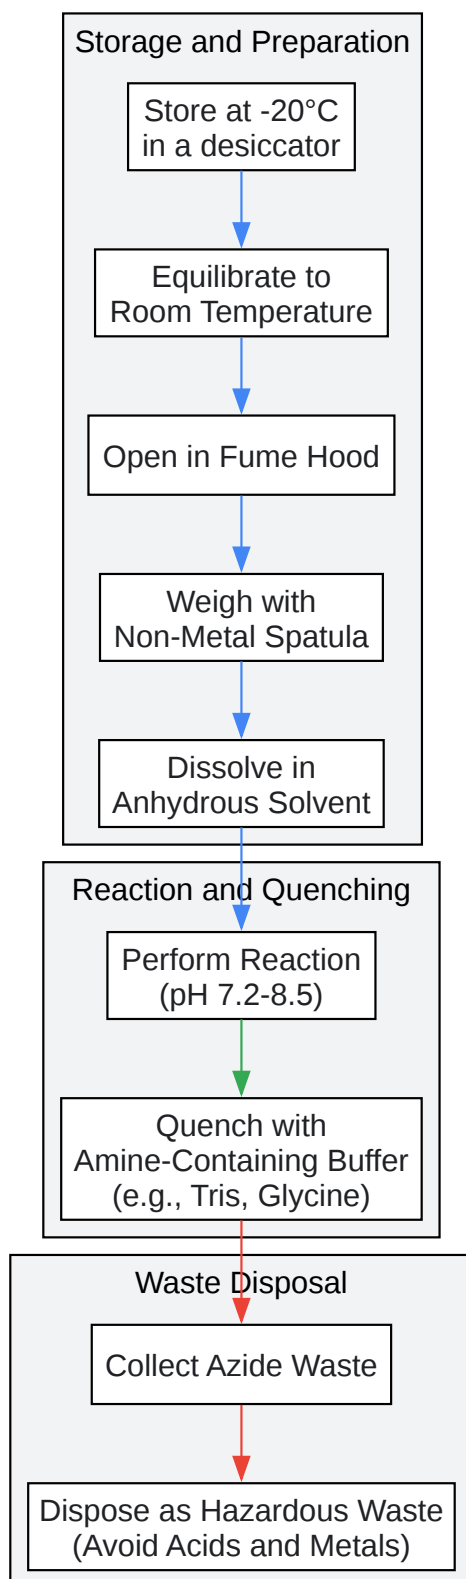 Storage and Preparation
Store at -20°C
in a desiccator
Equilibrate to
Room Temperature
Open in Fume Hood
Weigh with
Non-Metal Spatula
Dissolve in
Anhydrous Solvent
Reaction and Quenching
Perform Reaction
(pH 7.2-8.5)
Quench with
Amine-Containing Buffer
(e.g., Tris, Glycine)
Waste Disposal
Collect Azide Waste
Dispose as Hazardous Waste
(Avoid Acids and Metals)